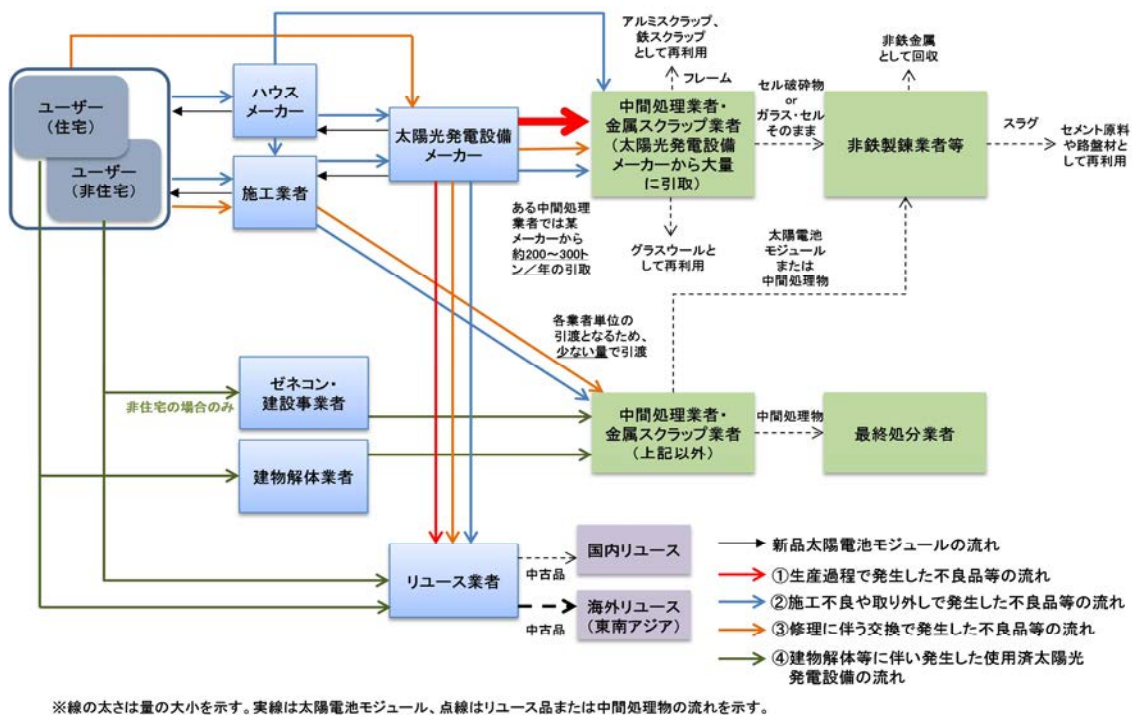 ユーザー
(住宅)
ユーザー
(非住宅)
ハウス
メーカー
施工業者
太陽光発電設備
メーカー
アルミスクラップ、
鉄スクラップ
として再利用
フレーム
中間処理業者・
金属スクラップ業者
(太陽光発電設備
メーカーから大量
に引取)
セル破砕物
or
ガラス・セル
そのまま
非鉄金属
として回収
非鉄製錬業者等
スラグ
セメント原料
や路盤材と
して再利用
ある中間処理
業者では某
メーカーから
約200~300ト
ン/年の引取
グラスウールと
して再利用
太陽電池
モジュール
または
中間処理物
各業者単位の
引渡となるため、
少ない量で引渡
非住宅の場合のみ
ゼネコン・
建設事業者
建物解体業者
中間処理業者・
金属スクラップ業者
(上記以外)
中間処理物
最終処分業者
リユース業者
中古品
国内リユース
中古品
海外リユース
(東南アジア)
新品太陽電池モジュールの流れ
①生産過程で発生した不良品等の流れ
②施工不良や取り外しで発生した不良品等の流れ
③修理に伴う交換で発生した不良品等の流れ
④建物解体等に伴い発生した使用済太陽光
発電設備の流れ
※線の太さは量の大小を示す。実線は太陽電池モジュール、点線はリユース品または中間処理物の流れを示す。